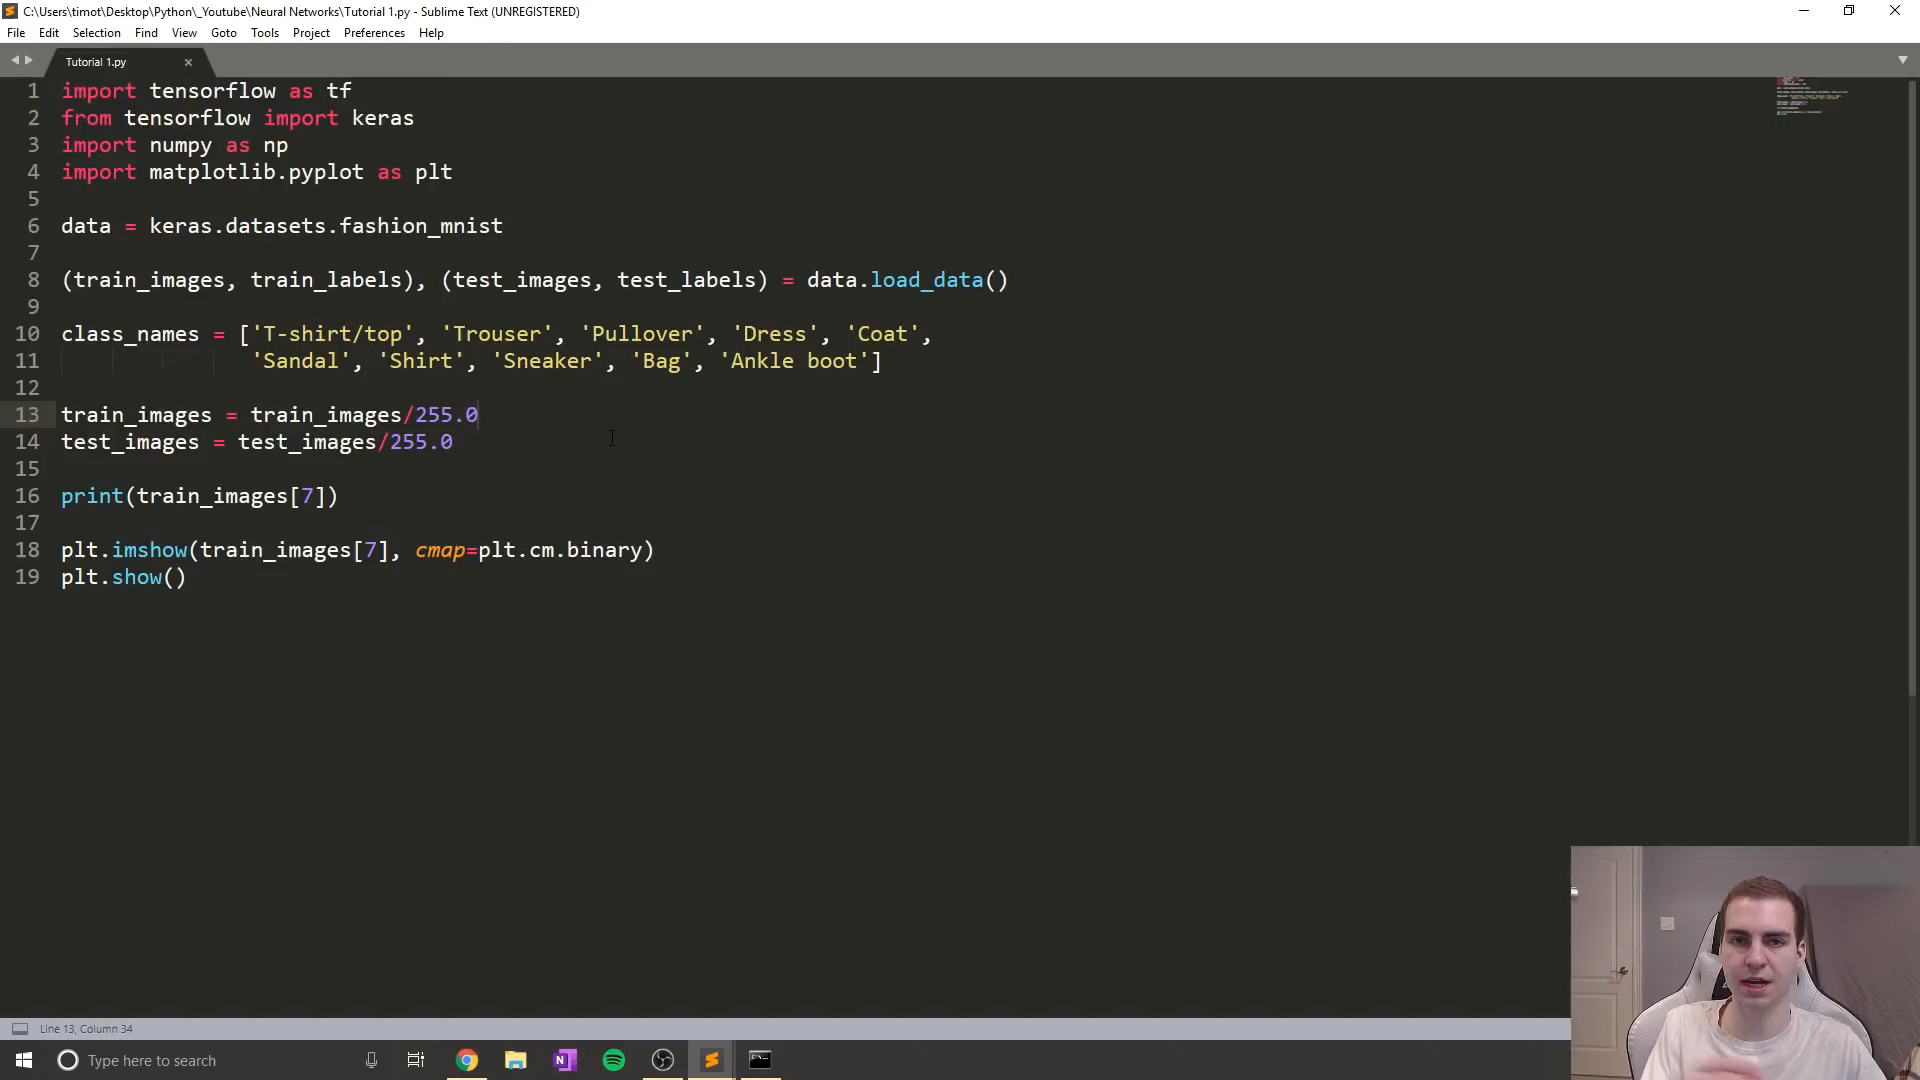 C:\Users\timot\Desktop\Python\_Youtube\Neural Networks\Tutorial 1.py - Sublime Text (UNREGISTERED)
File Edit Selection Find View Goto Tools Project Preferences Help
Tutorial 1.py
1 import tensorflow as tf
2 from tensorflow import keras
3 import numpy as np
4 import matplotlib.pyplot as plt
5
6 data = keras.datasets.fashion_mnist
7
8 (train_images, train_labels), (test_images, test_labels) = data.load_data()
9
10 class_names = ['T-shirt/top', 'Trouser', 'Pullover', 'Dress', 'Coat',
11 'Sandal', 'Shirt', 'Sneaker', 'Bag', 'Ankle boot']
12
13 train_images = train_images/255.0
14 test_images = test_images/255.0
15
16 print(train_images[7])
17
18 plt.imshow(train_images[7], cmap=plt.cm.binary)
19 plt.show()
Line 13, Column 34
Type here to search